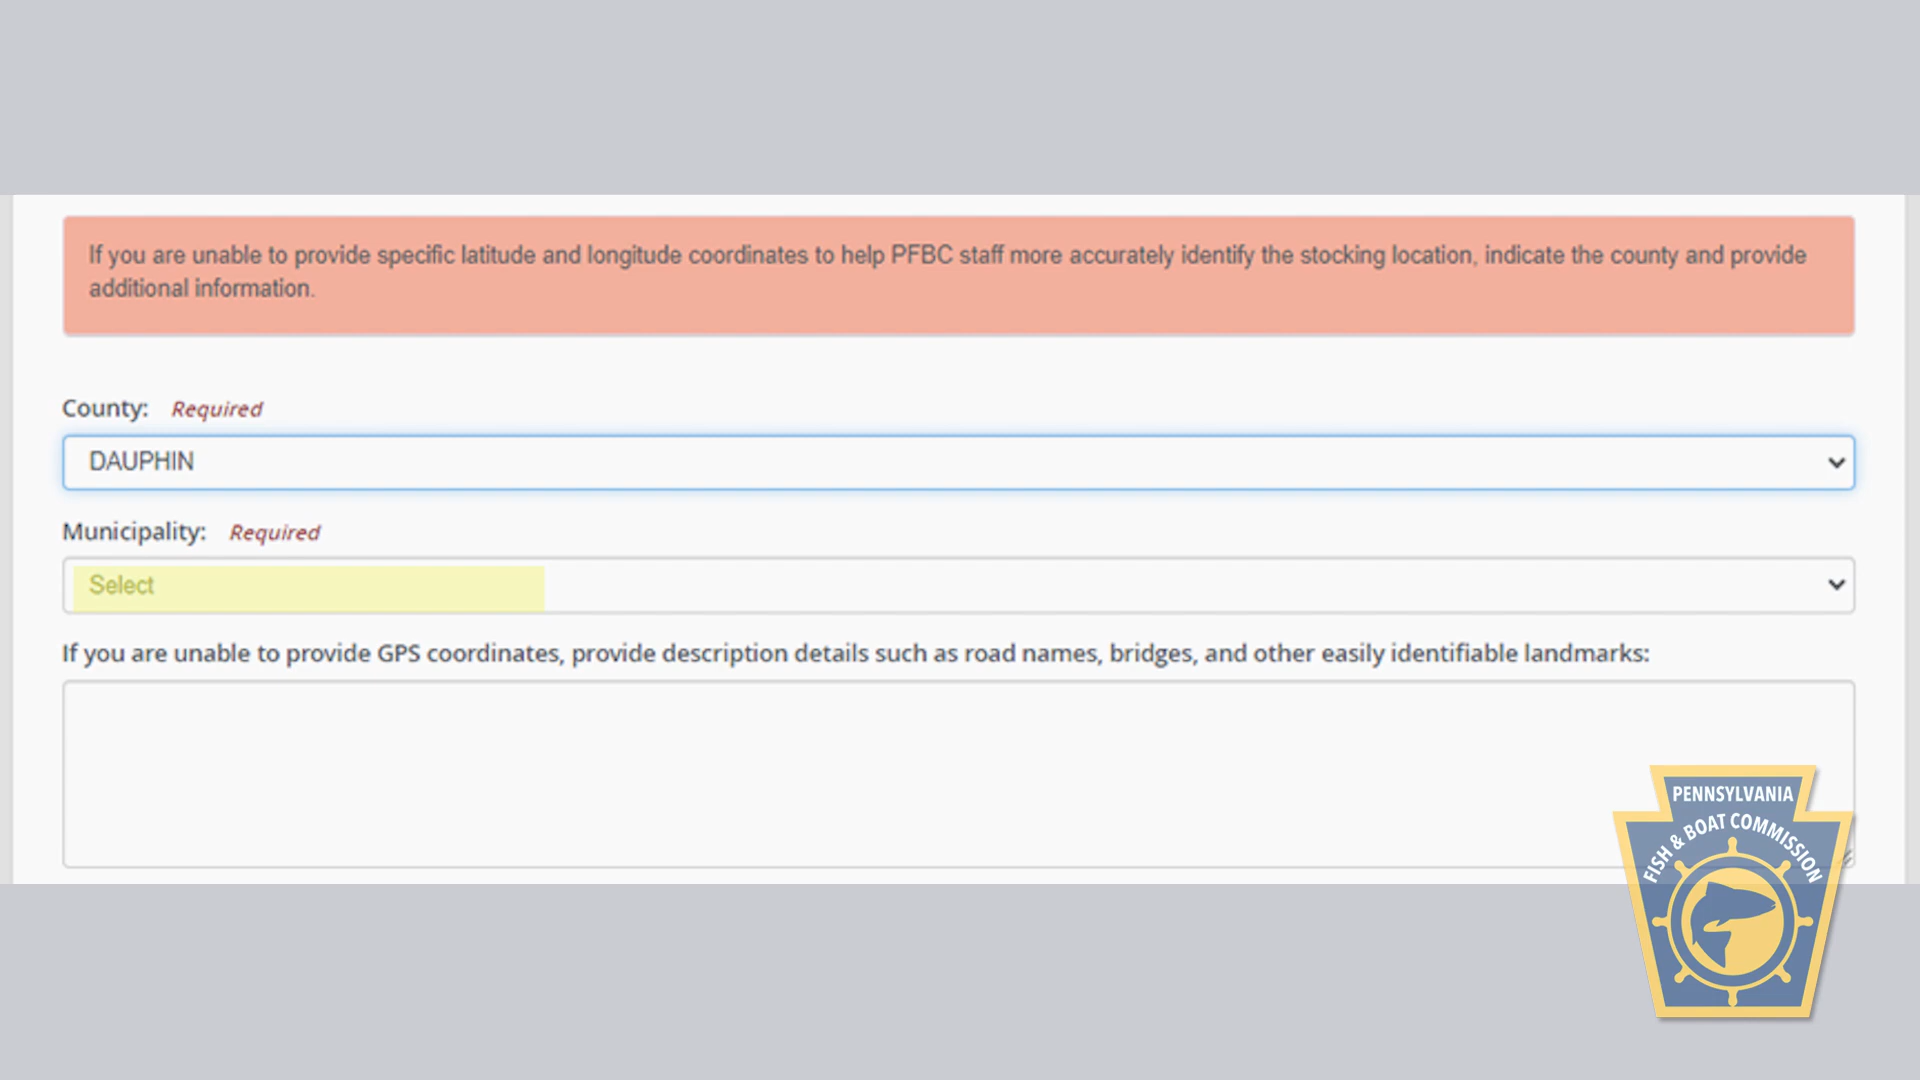 If you are unable to provide specific latitude and longitude coordinates to help PFBC staff more accurately identify the stocking location, indicate the county and provide
additional information.
County: Required
DAUPHIN
Municipality: Required
Select
If you are unable to provide GPS coordinates, provide description details such as road names, bridges, and other easily identifiable landmarks:
PENNSYLVANIA
FISH & BOAT COMMISSION